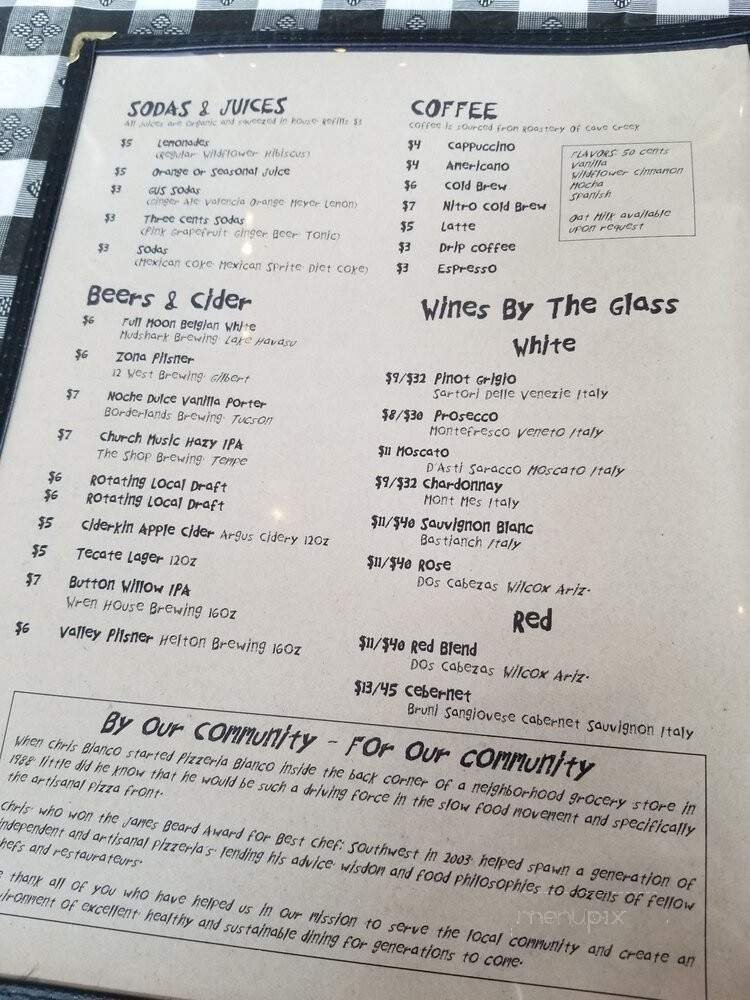 SODAS & JUICES
All juices are organic and squeezed in house. Refills $3
$5 Lemonades
(Regular Wildflower Hibiscus)
$5 Orange or Seasonal Juice
$3 GUS Sodas
(Ginger Ale Valencia Orange Meyer Lemon)
$3 Three Cents Sodas
(Pink Grapefruit Ginger Beer Tonic)
$3 Sodas
(Mexican Coke Mexican Sprite Diet Coke)
Beers & Cider
$6 Full Moon Belgian White
Mudshark Brewing Lake Havasu
$6 Zona Pilsner
12 West Brewing Gilbert
$7 Noche Dulce Vanilla Porter
Borderlands Brewing Tucson
$7 Church Music Hazy IPA
The Shop Brewing Tempe
$6 Rotating Local Draft
$6 Rotating Local Draft
$5 Ciderkin Apple Cider Argus Cidery 12oz
$5 Tecate Lager 12oz
$7 Button Willow IPA
Wren House Brewing 16oz
$6 Valley Pilsner Helton Brewing 16oz
COFFEE
Coffee is sourced from Roastery Of Cave Creek
$4 Cappuccino
$4 Americano
$6 Cold Brew
$7 Nitro Cold Brew
$5 Latte
$3 Drip Coffee
$3 Espresso
FLAVORS 50 cents
Vanilla
Wildflower Cinnamon
Mocha
Spanish
Oat Milk available
upon request
Wines By The Glass
White
$9/$32 Pinot Grigio
Sartori Delle Venezie Italy
$8/$30 Prosecco
Montefresco Veneto Italy
$11 Moscato
D'Asti Saracco Moscato Italy
$9/$32 Chardonnay
Mont Mes Italy
$11/$40 Sauvignon Blanc
Bastianch Italy
$11/$40 Rose
Dos Cabezas Wilcox Ariz.
Red
$11/$40 Red Blend
Dos Cabezas Wilcox Ariz.
$13/45 Cebernet
Bruni Sangiovese Cabernet Sauvignon Italy
By Our Community - For Our Community
When Chris Bianco started Pizzeria Bianco inside the back corner of a neighborhood grocery store in
1988 little did he know that he would be such a driving force in the slow food movement and specifically
the artisanal pizza front.
Chris who won the James Beard Award for Best Chef: Southwest in 2003 helped spawn a generation of
independent and artisanal pizzeria's lending his advice wisdom and food philosophies to dozens of fellow
hefs and restaurateurs.
e thank all of you who have helped us in our mission to serve the local community and create an
vironment of excellent healthy and sustainable dining for generations to come.
menupix